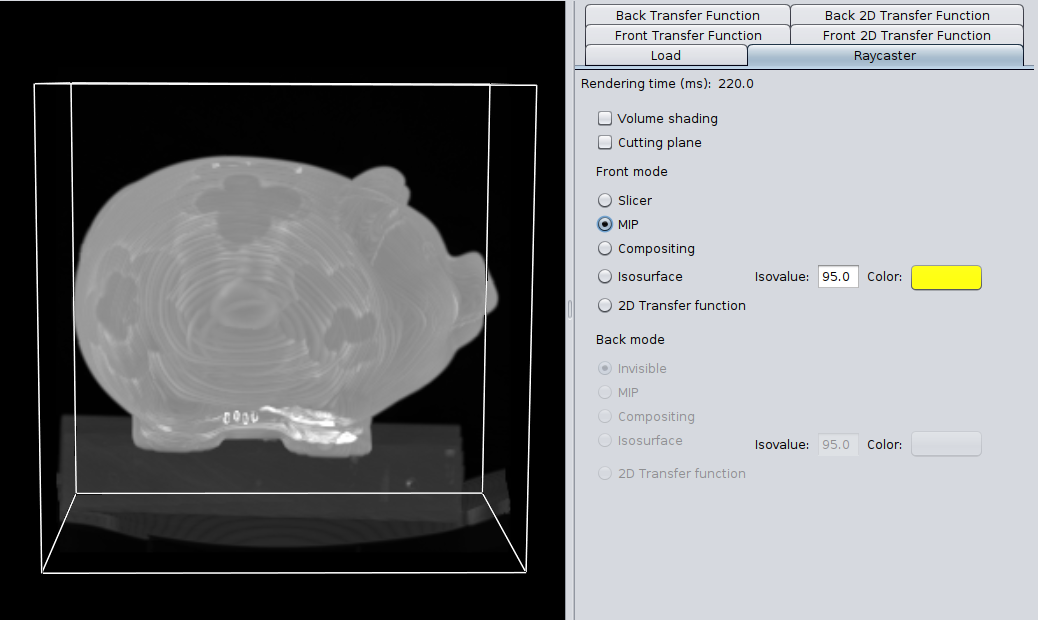 Back Transfer Function Back 2D Transfer Function
Front Transfer Function Front 2D Transfer Function
Load Raycaster
Rendering time (ms): 220.0
Volume shading
Cutting plane
Front mode
Slicer
MIP
Compositing
Isosurface Isovalue: 95.0 Color:
2D Transfer function
Back mode
Invisible
MIP
Compositing
Isosurface Isovalue: 95.0 Color:
2D Transfer function